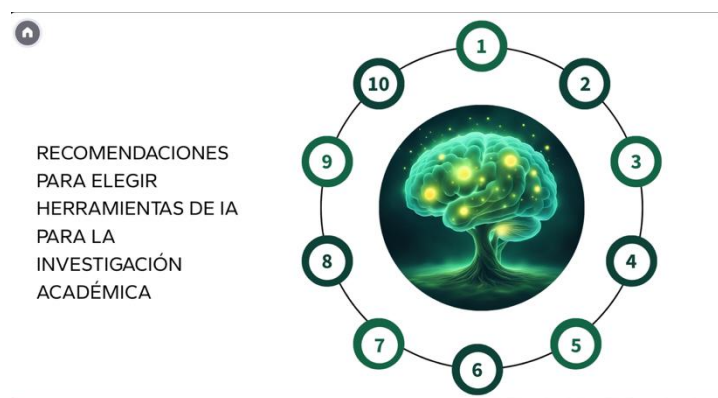 RECOMENDACIONES
PARA ELEGIR
HERRAMIENTAS DE IA
PARA LA
INVESTIGACIÓN
ACADÉMICA
1
2
3
4
5
6
7
8
9
10